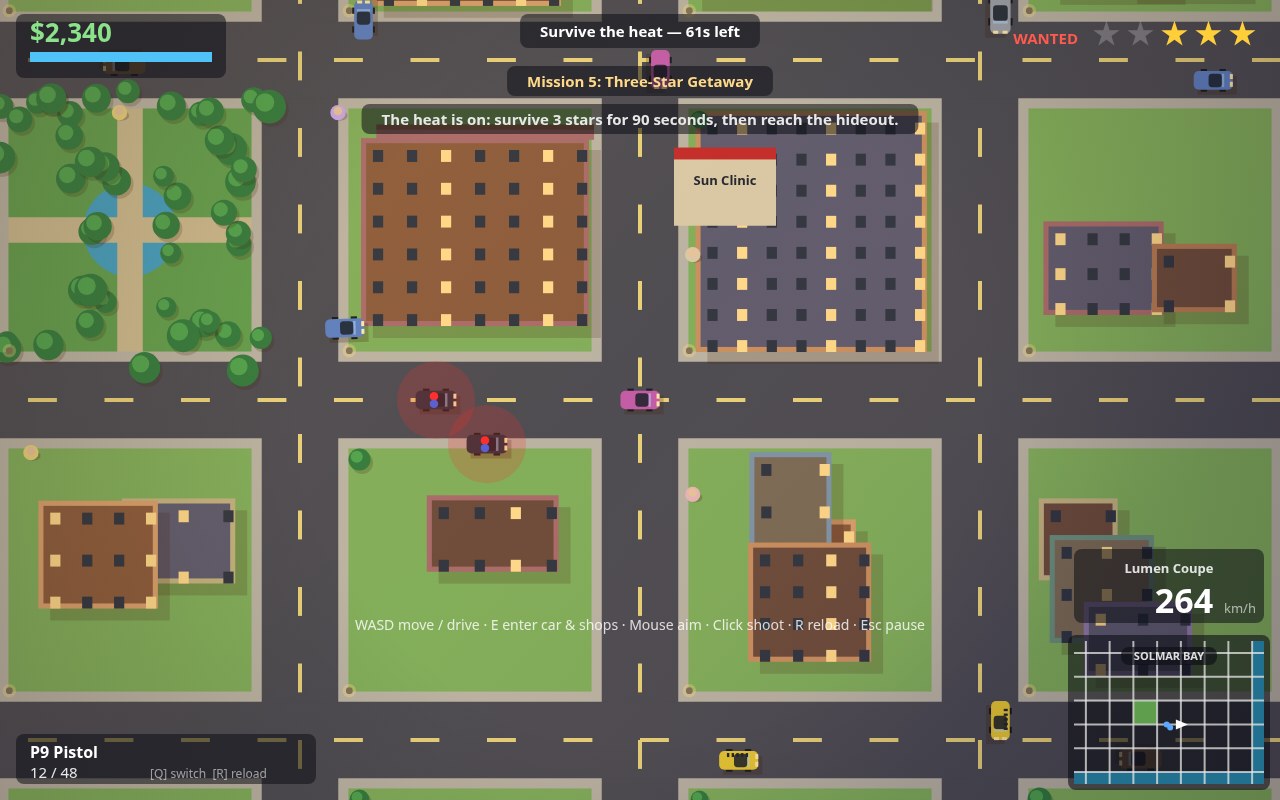 $2,340
Survive the heat — 61s left
WANTED
Mission 5: Three-Star Getaway
The heat is on: survive 3 stars for 90 seconds, then reach the hideout.
Sun Clinic
Lumen Coupe
264 km/h
WASD move / drive · E enter car & shops · Mouse aim · Click shoot · R reload · Esc pause
SOLMAR BAY
P9 Pistol
12 / 48 [Q] switch [R] reload